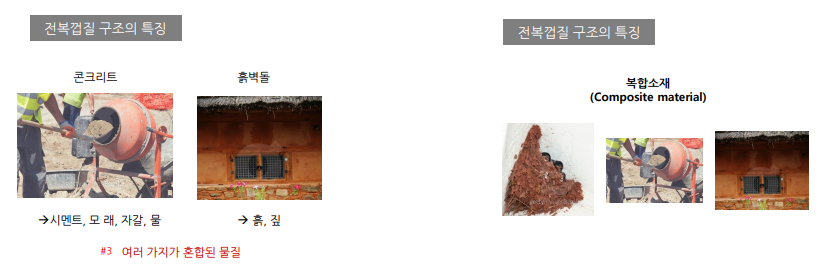 전복껍질 구조의 특징
콘크리트
흙벽돌
→시멘트, 모 래, 자갈, 물
→ 흙, 짚
#3 여러 가지가 혼합된 물질
전복껍질 구조의 특징
복합소재
(Composite material)